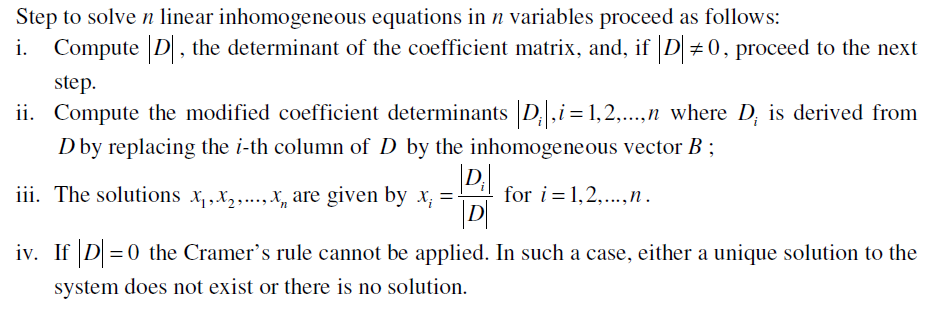 Step to solve n linear inhomogeneous equations in n variables proceed as follows:
i. Compute |D|, the determinant of the coefficient matrix, and, if |D| ≠ 0, proceed to the next
step.
ii. Compute the modified coefficient determinants |D_i|, i = 1,2,...,n where D_i is derived from
D by replacing the i-th column of D by the inhomogeneous vector B ;
iii. The solutions x_1, x_2, ..., x_n are given by x_i = |D_i| / |D| for i = 1,2,...,n.
iv. If |D| = 0 the Cramer's rule cannot be applied. In such a case, either a unique solution to the
system does not exist or there is no solution.